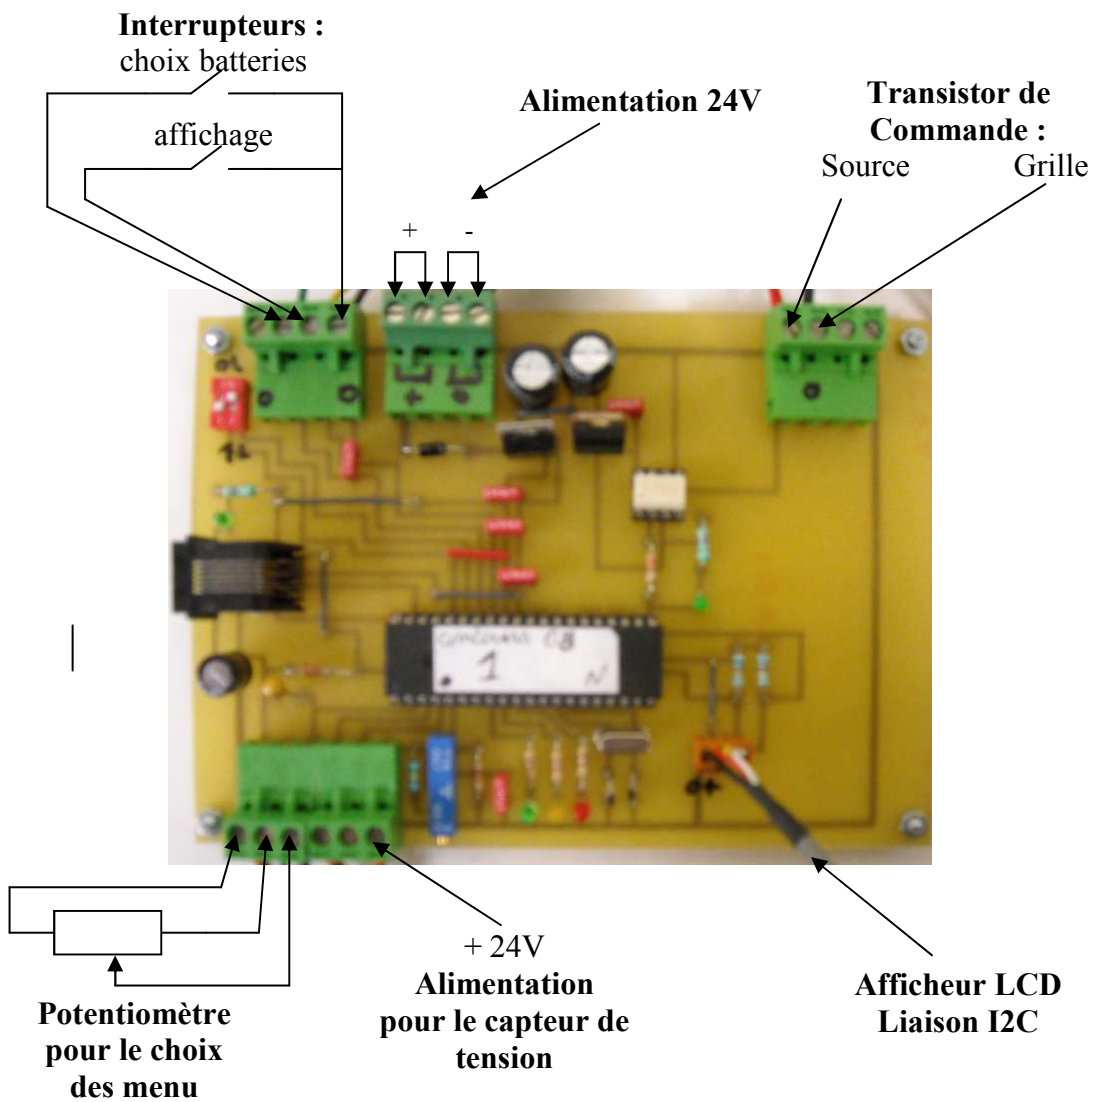 Interrupteurs :
choix batteries
affichage
Alimentation 24V
+ -
Transistor de
Commande :
Source Grille
+
1
N
+ 24V
Alimentation
pour le capteur de
tension
Afficheur LCD
Liaison I2C
Potentiomètre
pour le choix
des menu